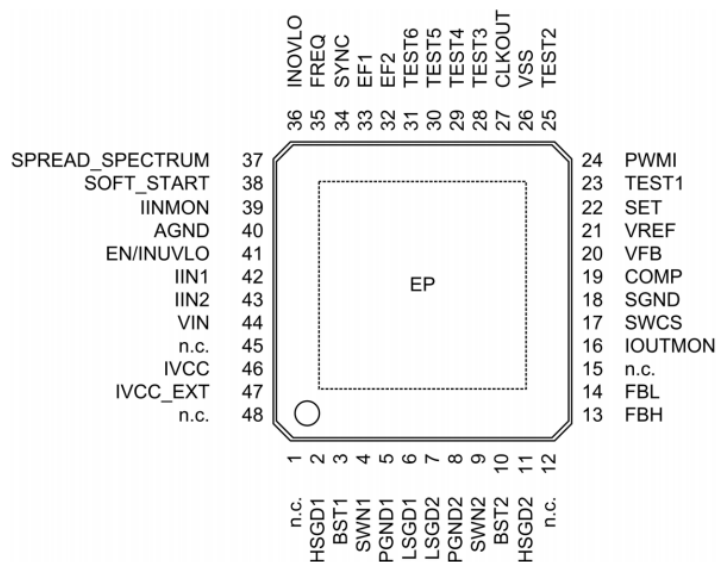 INOVLO
FREQ
SYNC
EF1
EF2
TEST6
TEST5
TEST4
TEST3
CLKOUT
VSS
TEST2
36 35 34 33 32 31 30 29 28 27 26 25
SPREAD_SPECTRUM 37
SOFT_START 38
IINMON 39
AGND 40
EN/INUVLO 41
IIN1 42
IIN2 43
VIN 44
n.c. 45
IVCC 46
IVCC_EXT 47
n.c. 48
EP
24 PWMI
23 TEST1
22 SET
21 VREF
20 VFB
19 COMP
18 SGND
17 SWCS
16 IOUTMON
15 n.c.
14 FBL
13 FBH
1 2 3 4 5 6 7 8 9 10 11 12
n.c.
HSGD1
BST1
SWN1
PGND1
LSGD1
LSGD2
PGND2
SWN2
BST2
HSGD2
n.c.